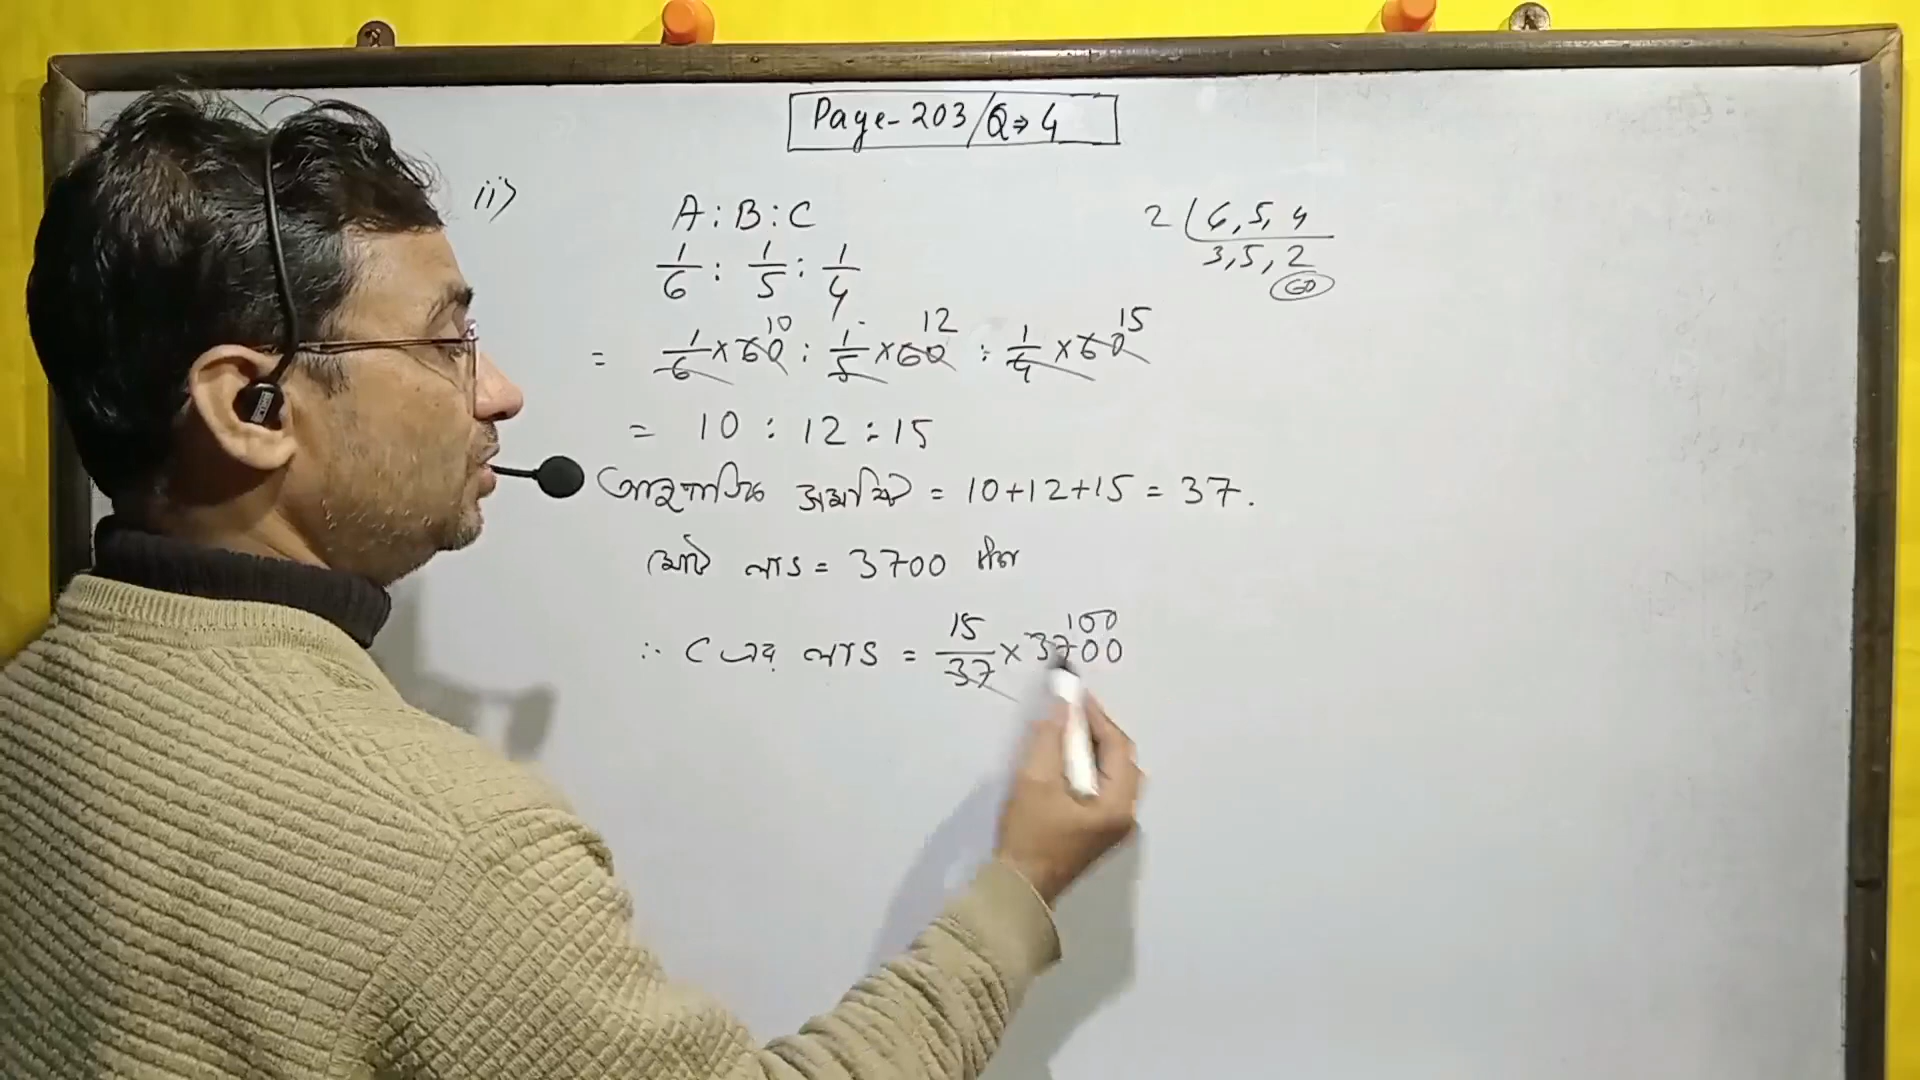 Page-203/Q⇒4
ii)
A:B:C
1/6 : 1/5 : 1/4
2 ( 6, 5, 4
3, 5, 2
60
= 1/6 × 60 10 : 1/5 × 60 12 : 1/4 × 60 15
= 10 : 12 : 15
আনুপাতিক সমষ্টি = 10+12+15 = 37.
মোট লাভ = 3700 টাকা
∴ C এর লাভ = 15/37 × 3700 100